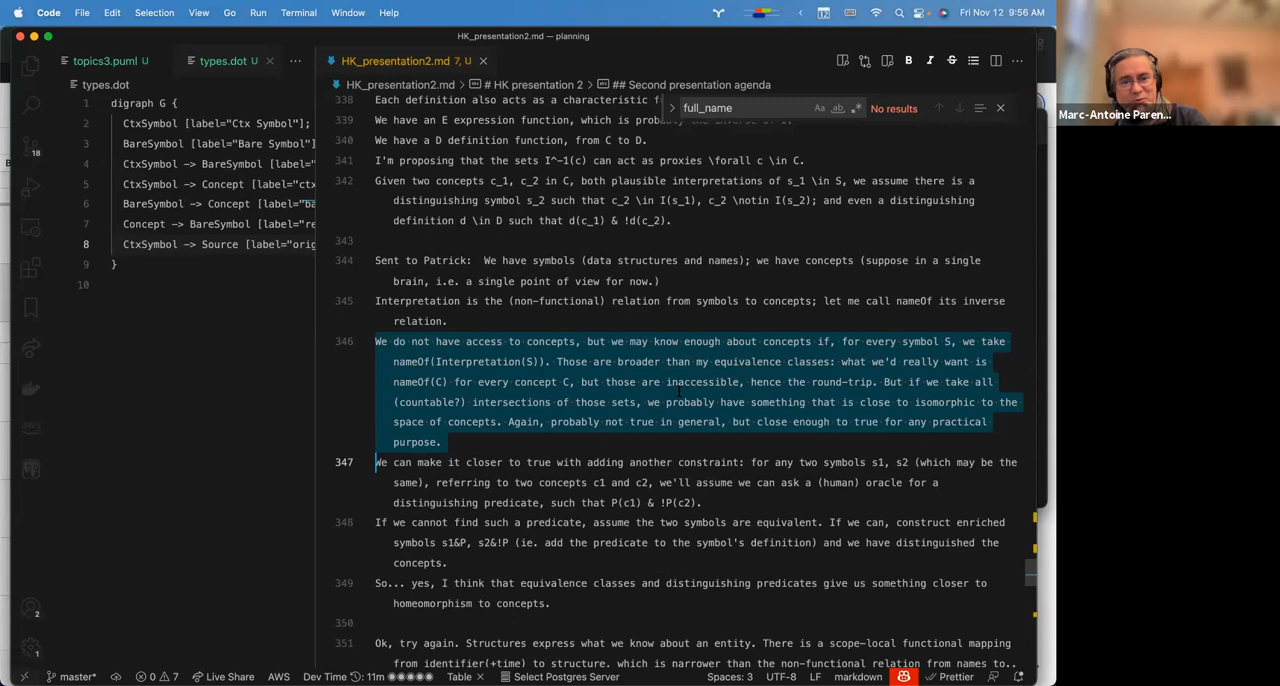 Code File Edit Selection View Go Run Terminal Window Help
12
Fri Nov 12 9:56 AM
HK_presentation2.md — planning
topics3.puml U
types.dot U
HK_presentation2.md 7, U
types.dot
HK_presentation2.md > # HK presentation 2 > ## Second presentation agenda
full_name
Aa ab .* No results
1 digraph G {
2 CtxSymbol [label="Ctx Symbol"];
3 BareSymbol [label="Bare Symbol"]
4 CtxSymbol -> BareSymbol [label="
5 CtxSymbol -> Concept [label="ctx
6 BareSymbol -> Concept [label="ba
7 Concept -> BareSymbol [label="re
8 CtxSymbol -> Source [label="orig
9 }
10
338 Each definition also acts as a characteristic f
339 We have an E expression function, which is probably the inverse of I.
340 We have a D definition function, from C to D.
341 I'm proposing that the sets I^-1(c) can act as proxies \forall c \in C.
342 Given two concepts c_1, c_2 in C, both plausible interpretations of s_1 \in S, we assume there is a
distinguishing symbol s_2 such that c_2 \in I(s_1), c_2 \notin I(s_2); and even a distinguishing
definition d \in D such that d(c_1) & !d(c_2).
343
344 Sent to Patrick: We have symbols (data structures and names); we have concepts (suppose in a single
brain, i.e. a single point of view for now.)
345 Interpretation is the (non-functional) relation from symbols to concepts; let me call nameOf its inverse
relation.
346 We do not have access to concepts, but we may know enough about concepts if, for every symbol S, we take
nameOf(Interpretation(S)). Those are broader than my equivalence classes: what we'd really want is
nameOf(C) for every concept C, but those are inaccessible, hence the round-trip. But if we take all
(countable?) intersections of those sets, we probably have something that is close to isomorphic to the
space of concepts. Again, probably not true in general, but close enough to true for any practical
purpose.
347 We can make it closer to true with adding another constraint: for any two symbols s1, s2 (which may be the
same), referring to two concepts c1 and c2, we'll assume we can ask a (human) oracle for a
distinguishing predicate, such that P(c1) & !P(c2).
348 If we cannot find such a predicate, assume the two symbols are equivalent. If we can, construct enriched
symbols s1&P, s2&!P (ie. add the predicate to the symbol's definition) and we have distinguished the
concepts.
349 So... yes, I think that equivalence classes and distinguishing predicates give us something closer to
homeomorphism to concepts.
350
351 Ok, try again. Structures express what we know about an entity. There is a scope-local functional mapping
from identifier(+time) to structure. which is narrower than the non-functional relation from names to..
18
aws
2
1
master* 0 7 Live Share AWS Dev Time 11m Table Select Postgres Server
Spaces: 3 UTF-8 LF markdown Prettier
Marc-Antoine Paren...